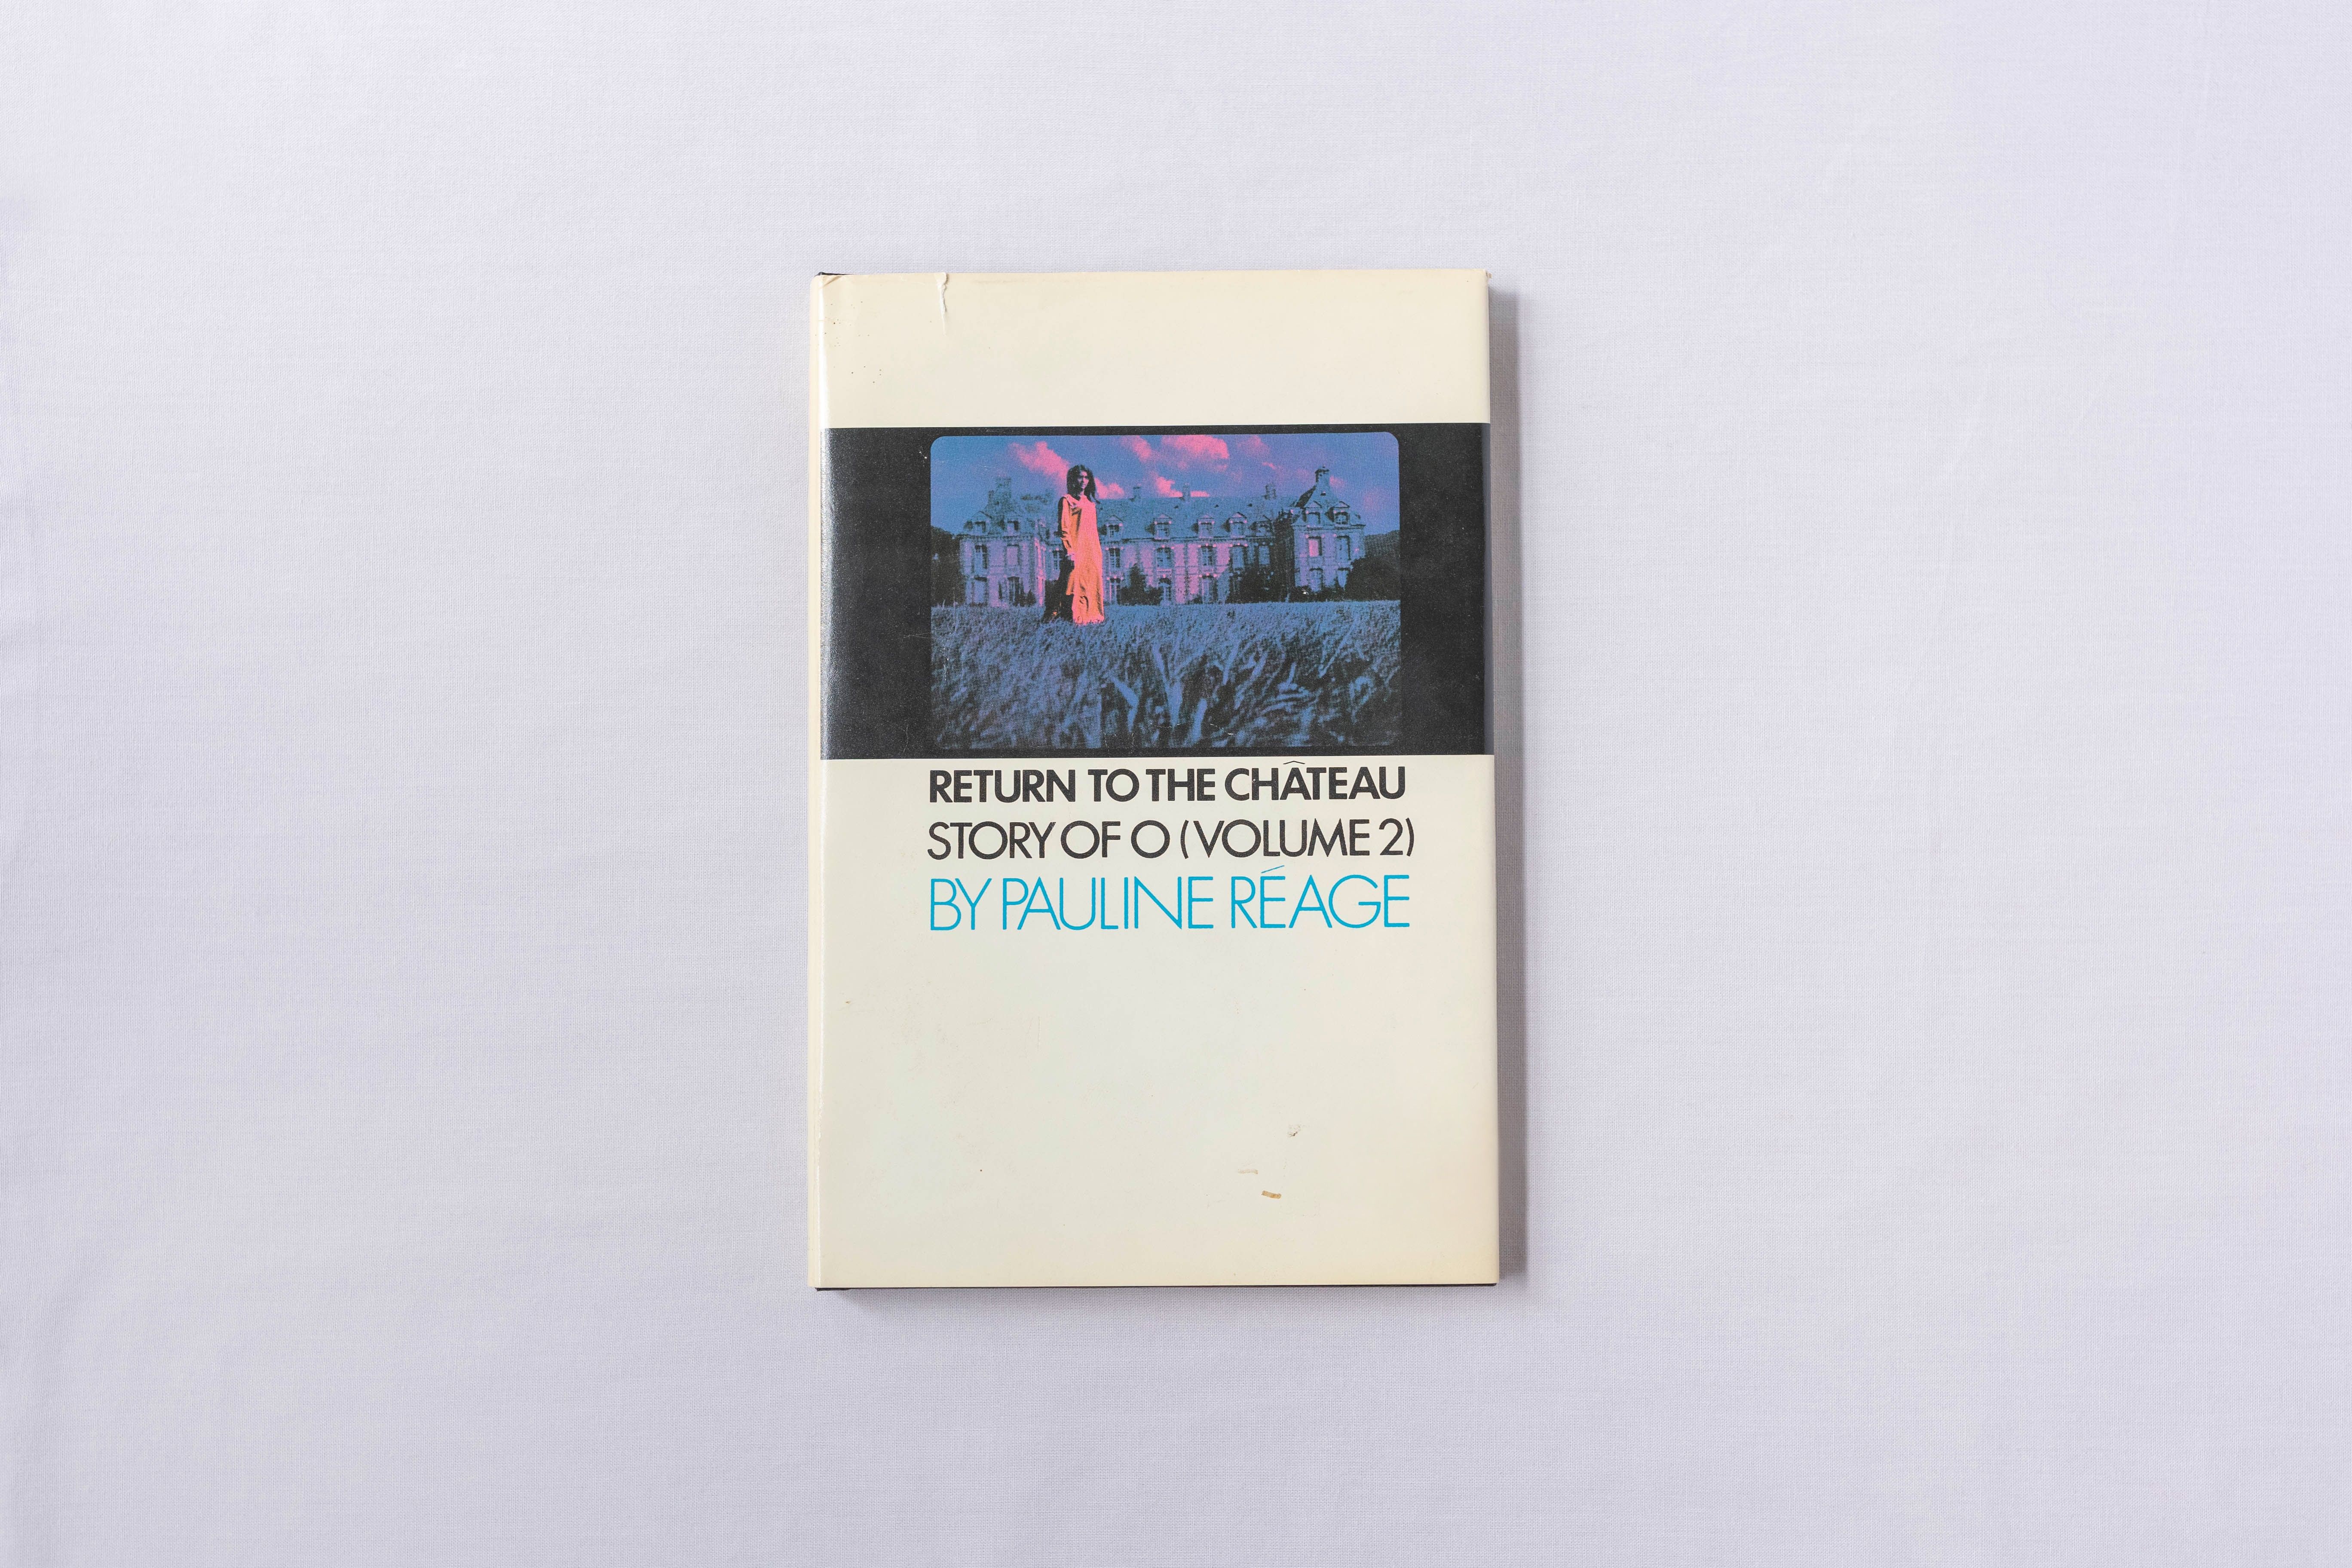 RETURN TO THE CHÂTEAU
STORY OF O (VOLUME 2)
BY PAULINE RÉAGE